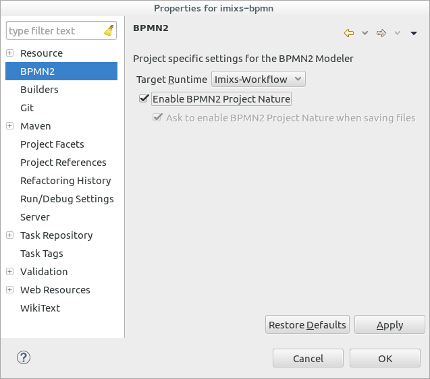 Properties for imixs-bpmn
type filter text
Resource
BPMN2
Builders
Git
Maven
Project Facets
Project References
Refactoring History
Run/Debug Settings
Server
Task Repository
Task Tags
Validation
Web Resources
WikiText
BPMN2
Project specific settings for the BPMN2 Modeler
Target Runtime Imixs-Workflow
Enable BPMN2 Project Nature
Ask to enable BPMN2 Project Nature when saving files
Restore Defaults Apply
? Cancel OK